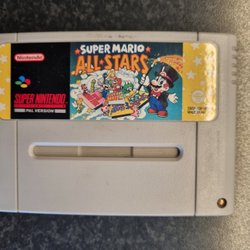 Nintendo
SUPER MARIO
ALL-STARS
SUPER NINTENDO
PAL VERSION